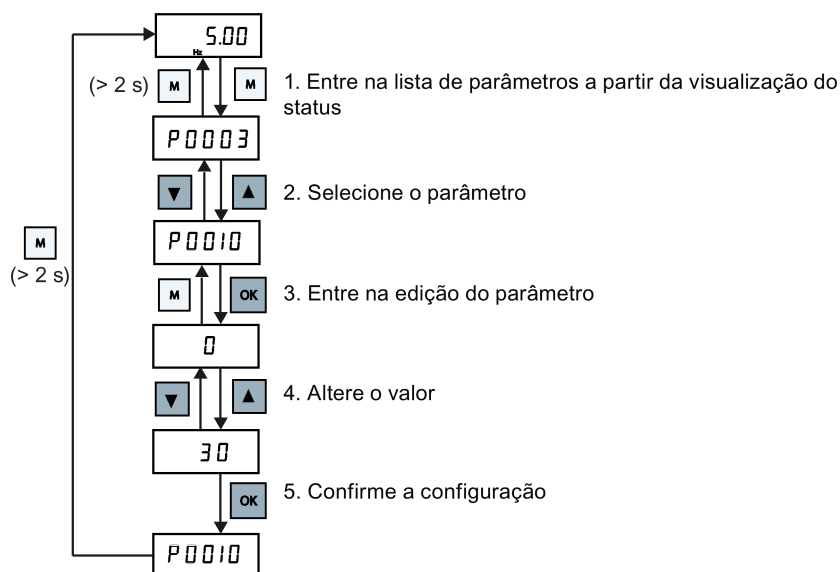 5.00
Hz
(> 2 s) M M 1. Entre na lista de parâmetros a partir da visualização do
status
P0003
2. Selecione o parâmetro
P0010
M
(> 2 s)
M OK 3. Entre na edição do parâmetro
0
4. Altere o valor
30
OK 5. Confirme a configuração
P0010